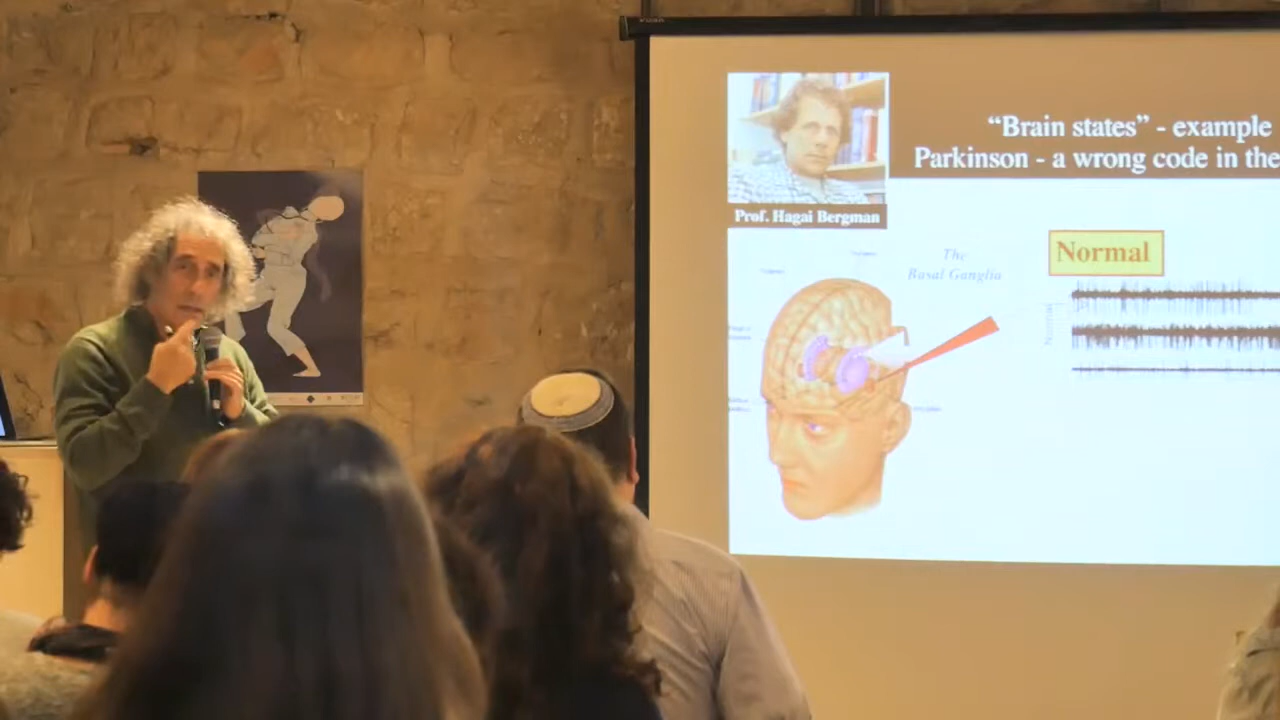 “Brain states” - example
Parkinson - a wrong code in the
Prof. Hagai Bergman
The
Basal Ganglia
Normal